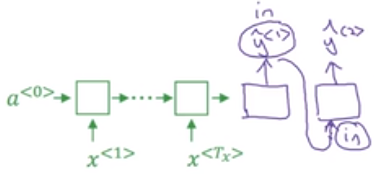 in
ŷ<1> ŷ<2>
a<0> ...
x<1> x<Tx> in